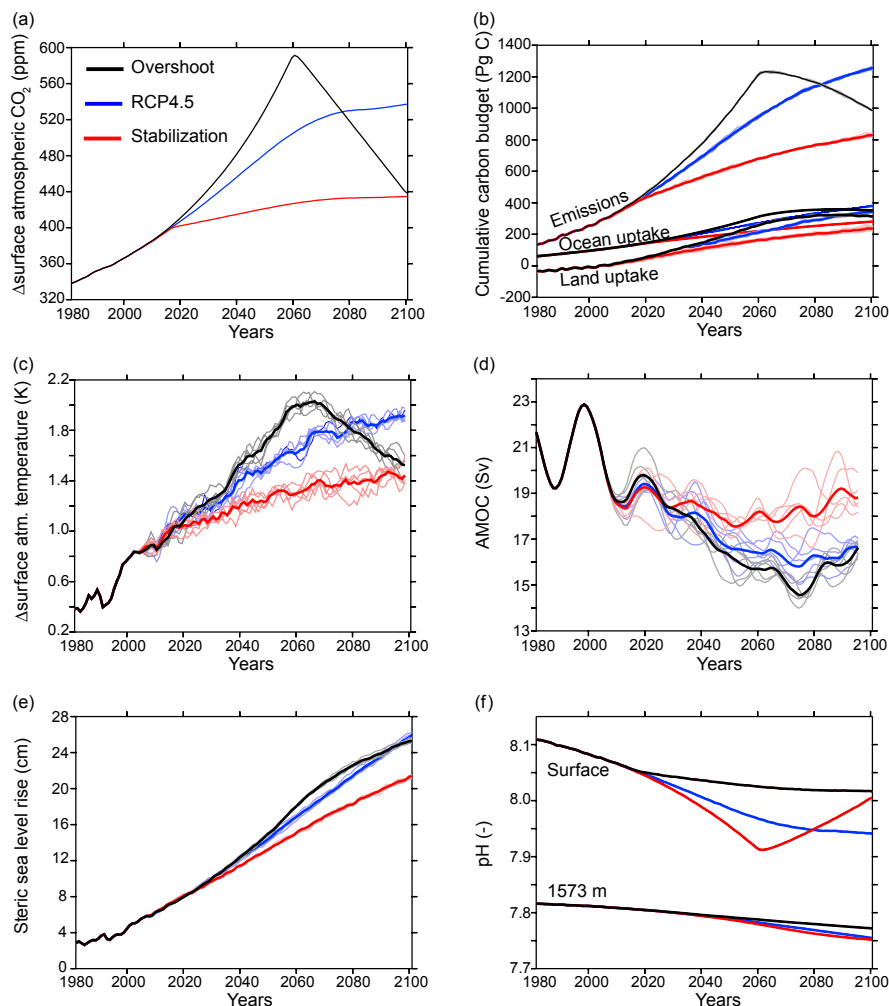 (a)
Δsurface atmospheric CO₂ (ppm)
600
560
520
480
440
400
360
320
Overshoot
RCP4.5
Stabilization
1980 2000 2020 2040 2060 2080 2100
Years
(b)
Cumulative carbon budget (Pg C)
1400
1200
1000
800
600
400
200
0
-200
Emissions
Ocean uptake
Land uptake
1980 2000 2020 2040 2060 2080 2100
Years
(c)
Δsurface atm. temperature (K)
2.2
1.8
1.4
1.0
0.6
0.2
1980 2000 2020 2040 2060 2080 2100
Years
(d)
AMOC (Sv)
23
21
19
17
15
13
1980 2000 2020 2040 2060 2080 2100
Years
(e)
Steric sea level rise (cm)
28
24
20
16
12
8
4
0
1980 2000 2020 2040 2060 2080 2100
Years
(f)
pH (-)
8.1
8.0
7.9
7.8
7.7
Surface
1573 m
1980 2000 2020 2040 2060 2080 2100
Years